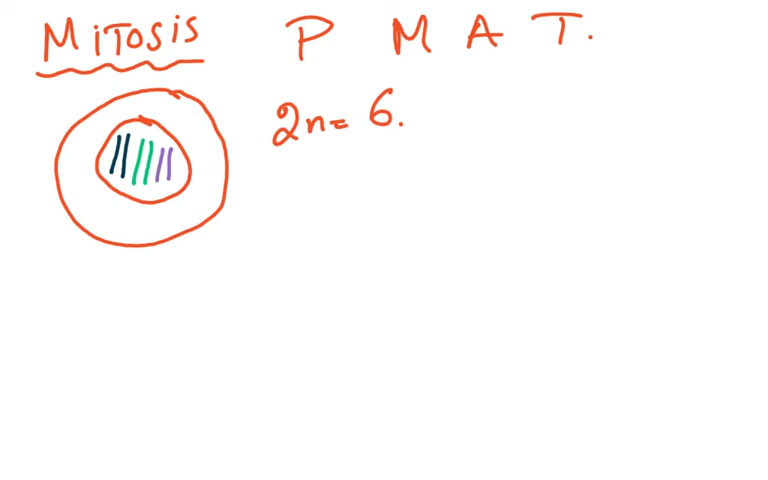 MiTosis P M A T.
2n = 6.